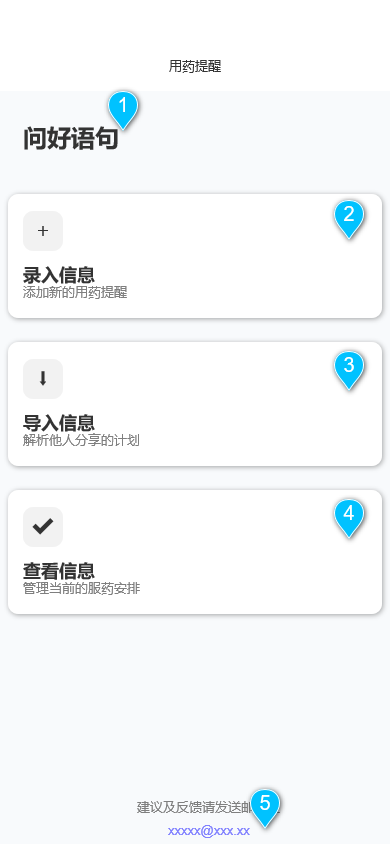 用药提醒
1
问好语句
2
+
录入信息
添加新的用药提醒
3
导入信息
解析他人分享的计划
4
查看信息
管理当前的服药安排
5
建议及反馈请发送邮
xxxxx@xxx.xx